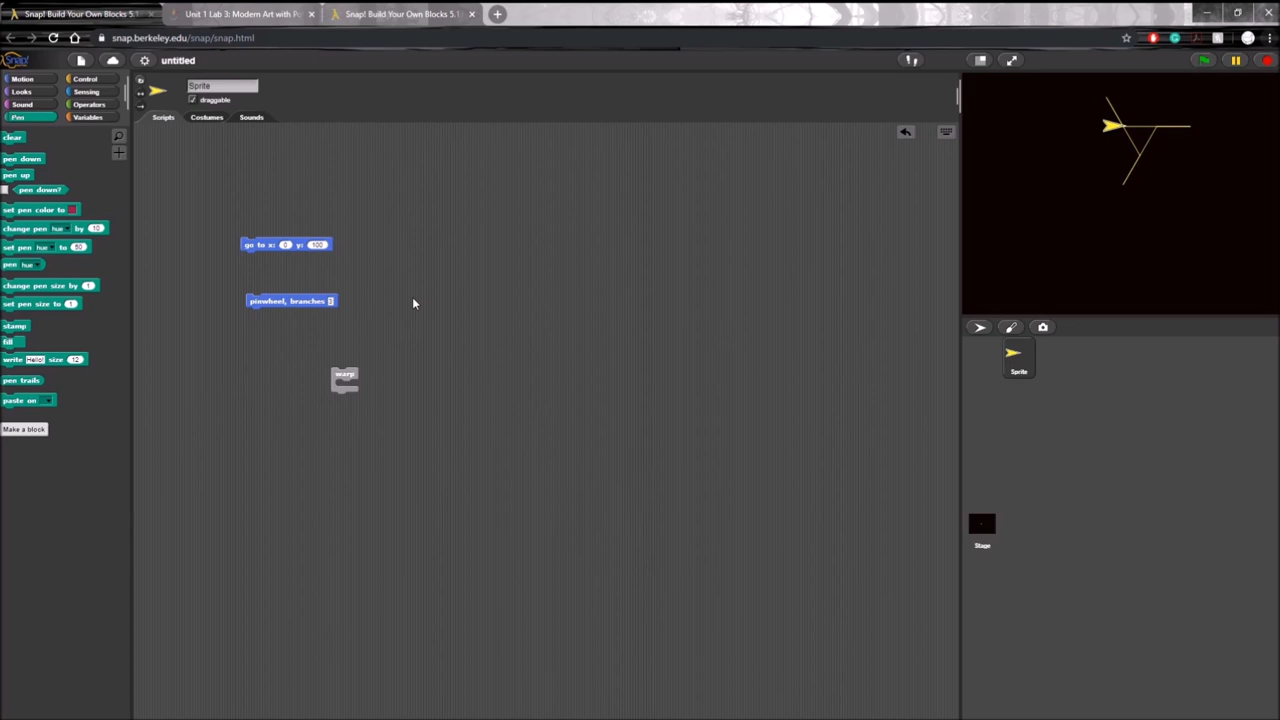 Snap! Build Your Own Blocks 5.1
Unit 1 Lab 3: Modern Art with Po
Snap! Build Your Own Blocks 5.1
snap.berkeley.edu/snap/snap.html
Snap!
untitled
Motion
Control
Looks
Sensing
Sound
Operators
Pen
Variables
Sprite
draggable
Scripts
Costumes
Sounds
clear
pen down
pen up
pen down?
set pen color to
change pen hue by 10
set pen hue to 50
pen hue
change pen size by 1
set pen size to 1
stamp
fill
write Hello! size 12
pen trails
paste on
Make a block
go to x: 0 y: 100
pinwheel, branches
warp
Sprite
Stage